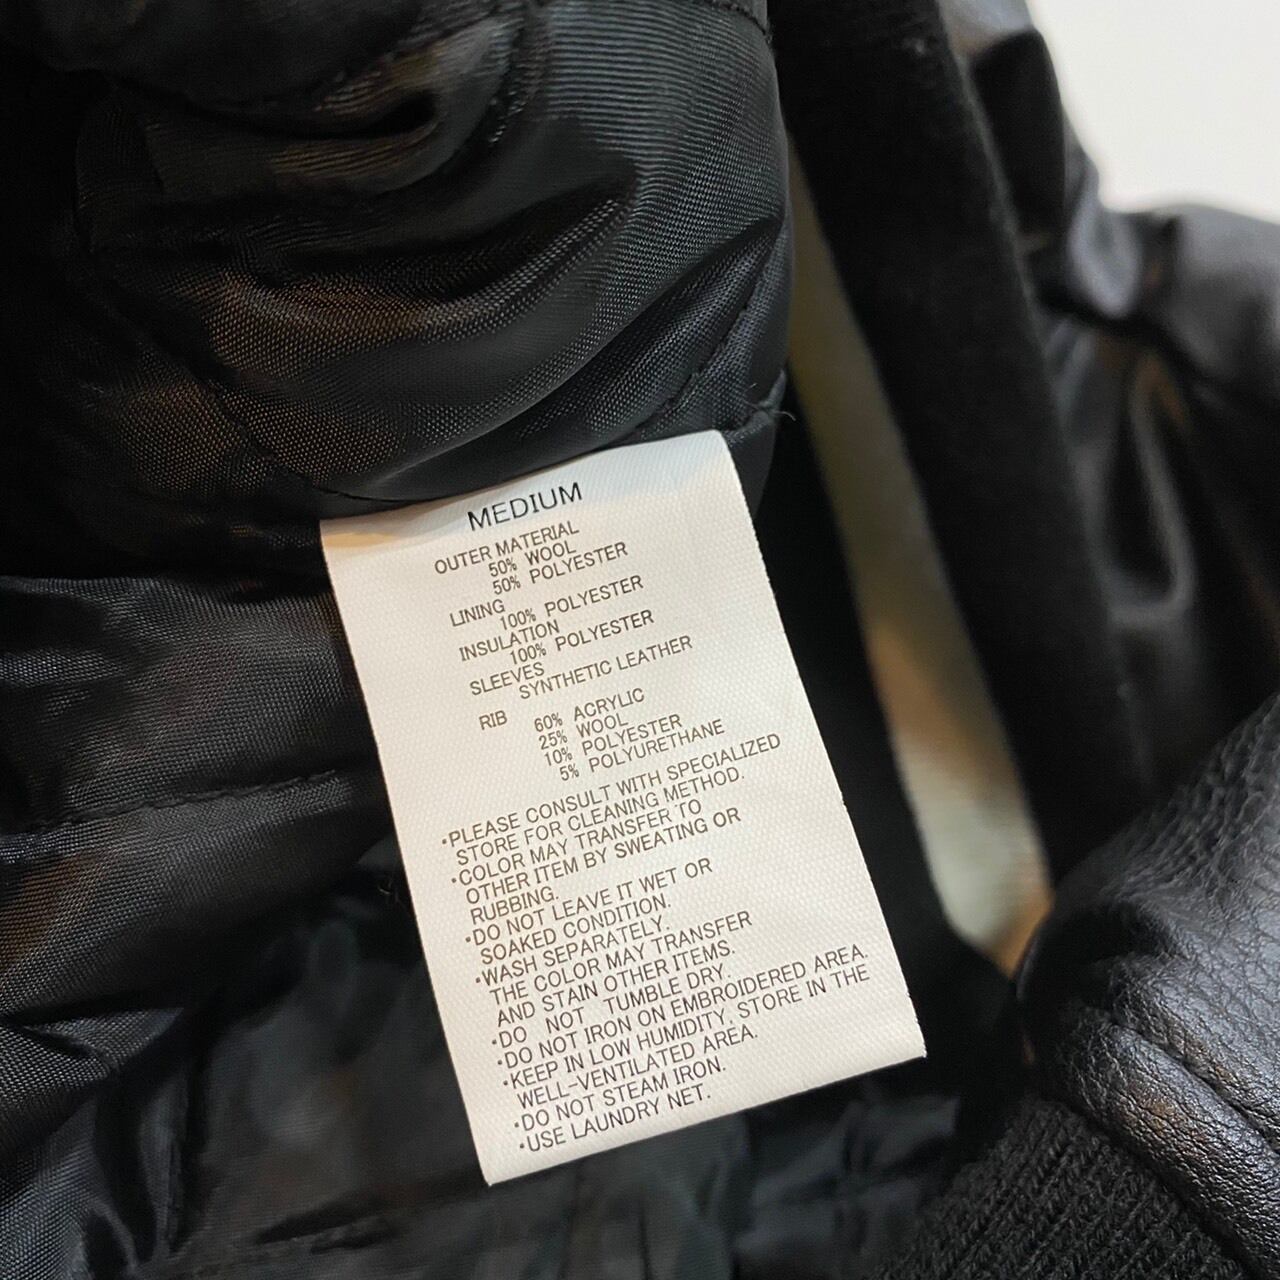 MEDIUM
OUTER MATERIAL
50% WOOL
50% POLYESTER
LINING
100% POLYESTER
INSULATION
100% POLYESTER
SLEEVES
SYNTHETIC LEATHER
RIB 60% ACRYLIC
25% WOOL
10% POLYESTER
5% POLYURETHANE
·PLEASE CONSULT WITH SPECIALIZED
STORE FOR CLEANING METHOD.
·COLOR MAY TRANSFER TO
OTHER ITEM BY SWEATING OR
RUBBING.
·DO NOT LEAVE IT WET OR
SOAKED CONDITION.
·WASH SEPARATELY.
THE COLOR MAY TRANSFER
AND STAIN OTHER ITEMS.
·DO NOT TUMBLE DRY.
·DO NOT IRON ON EMBROIDERED AREA.
·KEEP IN LOW HUMIDITY, STORE IN THE
WELL-VENTILATED AREA.
·DO NOT STEAM IRON.
·USE LAUNDRY NET.